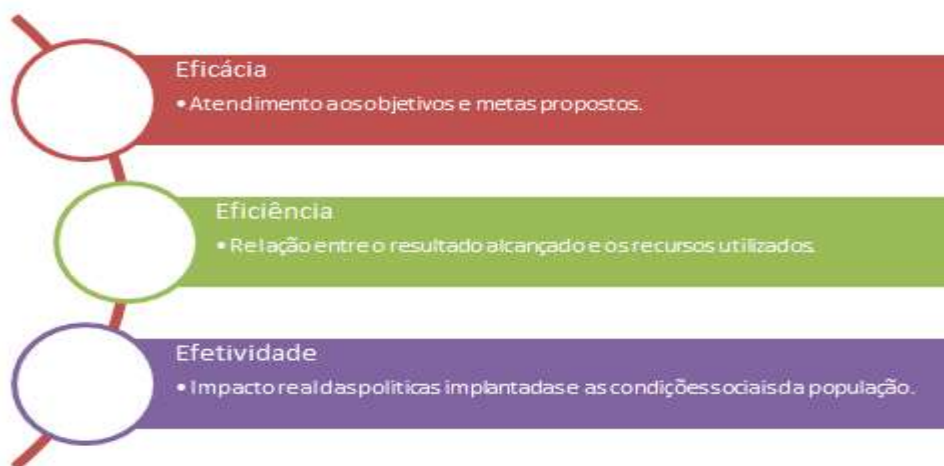 Eficácia
• Atendimento aos objetivos e metas propostos.
Eficiência
• Relação entre o resultado alcançado e os recursos utilizados.
Efetividade
• Impacto real das politicas implantadas e as condições sociais da população.